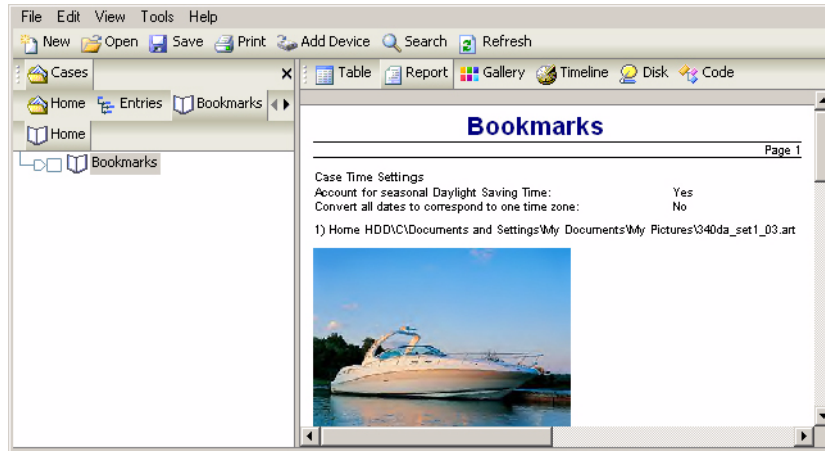 File Edit View Tools Help
New Open Save Print Add Device Search Refresh
Cases
Table Report Gallery Timeline Disk Code
Home Entries Bookmarks
Home
Bookmarks
Bookmarks
Page 1
Case Time Settings
Account for seasonal Daylight Saving Time: Yes
Convert all dates to correspond to one time zone: No
1) Home HDD\C\Documents and Settings\My Documents\My Pictures\340da_set1_03.art